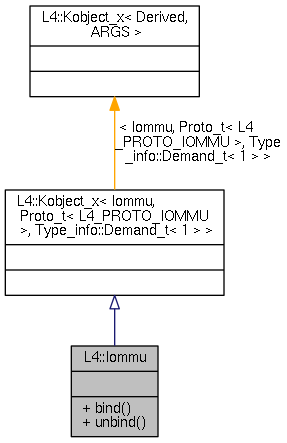 L4::Kobject_x< Derived,
ARGS >
< Iommu, Proto_t< L4
_PROTO_IOMMU >, Type
_info::Demand_t< 1 > >
L4::Kobject_x< Iommu,
Proto_t< L4_PROTO_IOMMU
>, Type_info::Demand_t< 1 > >
L4::Iommu
+ bind()
+ unbind()